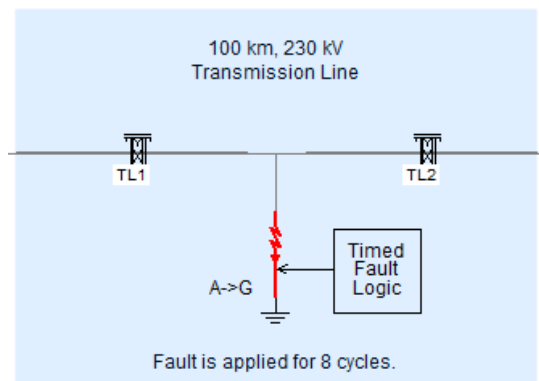 100 km, 230 kV
Transmission Line
TL1
TL2
Timed
Fault
Logic
A->G
Fault is applied for 8 cycles.